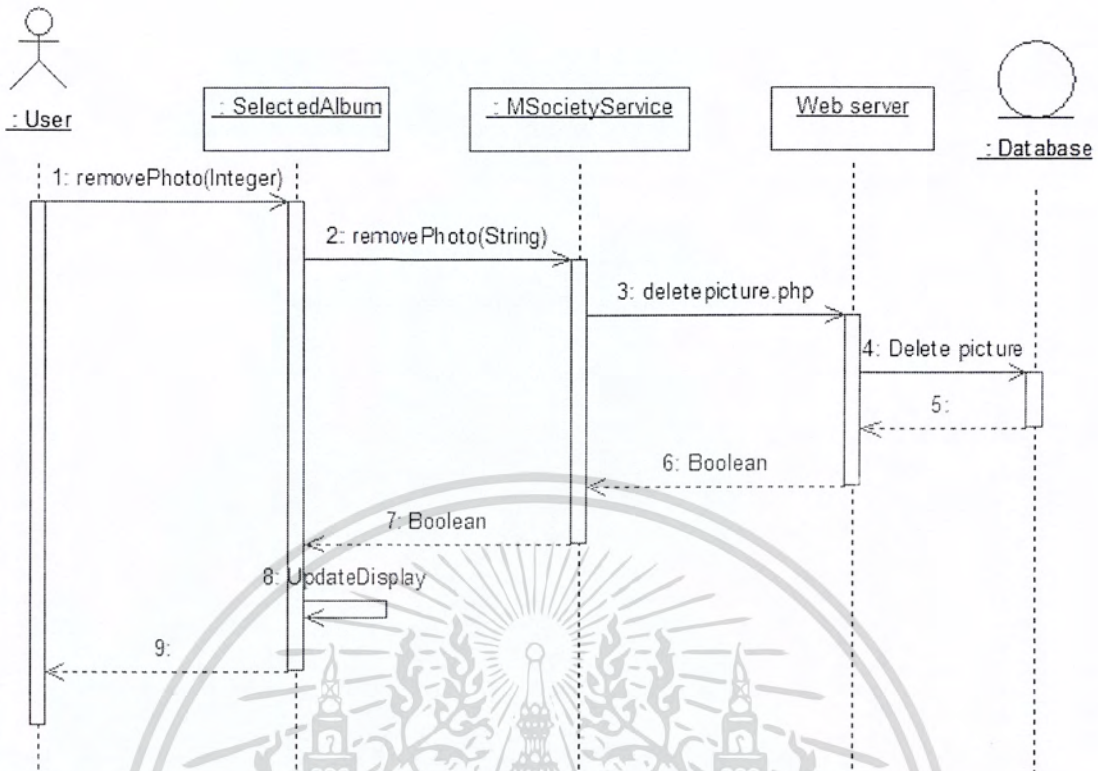 : User
: SelectedAlbum
: MSocietyService
Web server
: Database
1: removePhoto(Integer)
2: removePhoto(String)
3: deletepicture.php
4: Delete picture
5:
6: Boolean
7: Boolean
8: UpdateDisplay
9: